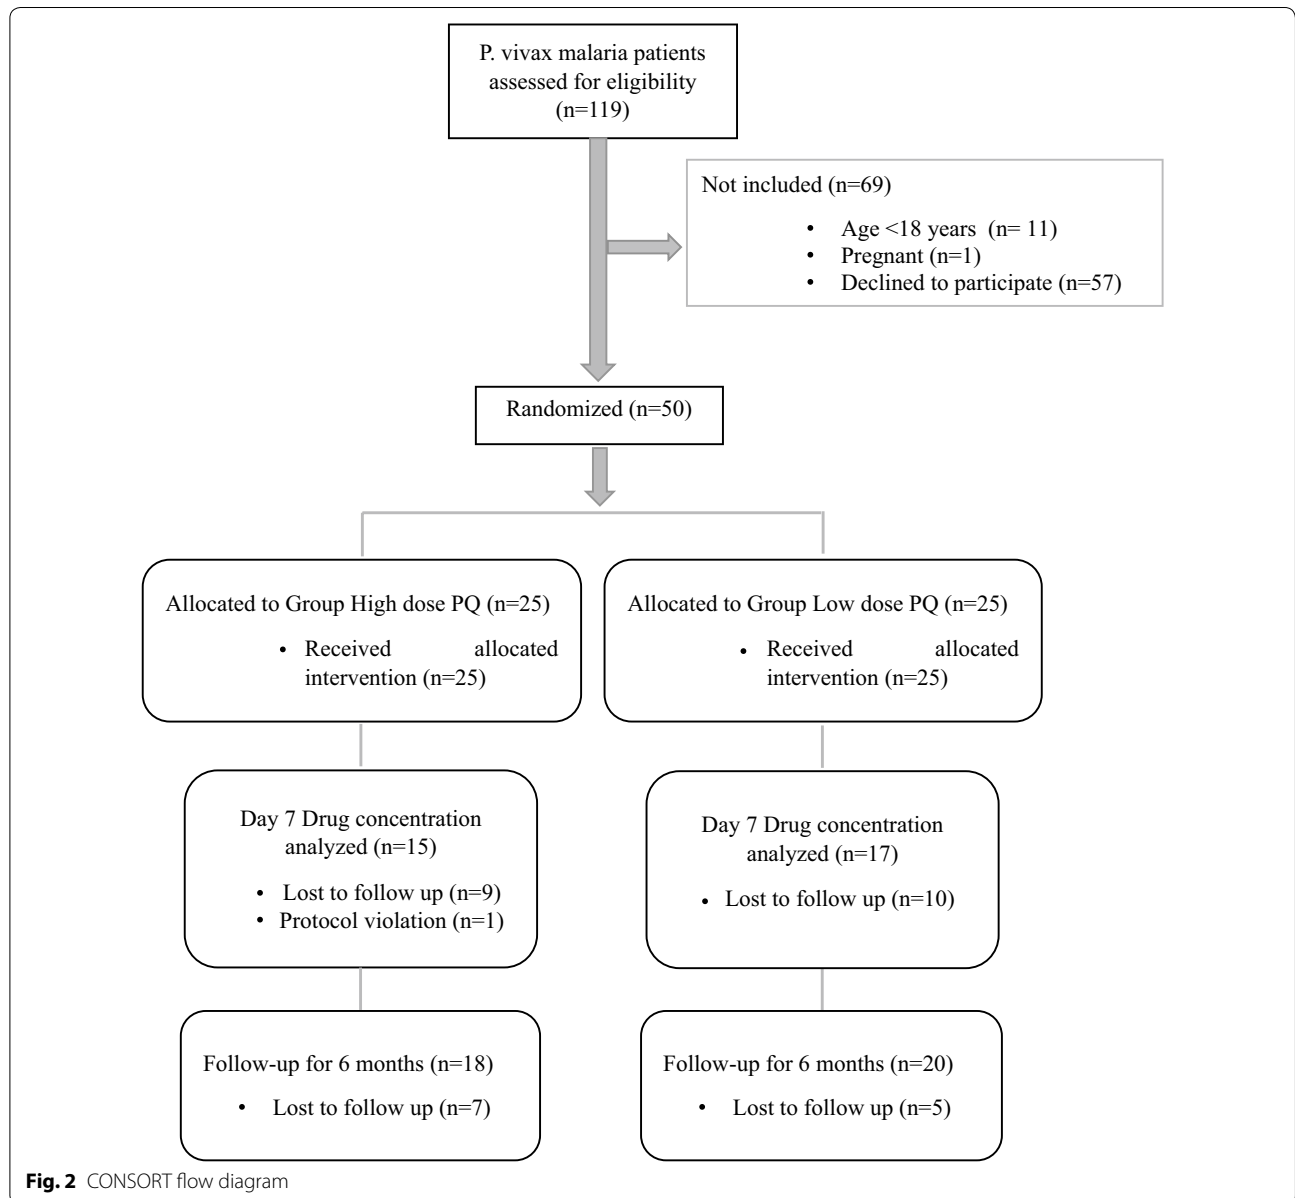 P. vivax malaria patients
assessed for eligibility
(n=119)
Not included (n=69)
• Age <18 years (n= 11)
• Pregnant (n=1)
• Declined to participate (n=57)
Randomized (n=50)
Allocated to Group High dose PQ (n=25)
• Received allocated
intervention (n=25)
Allocated to Group Low dose PQ (n=25)
• Received allocated
intervention (n=25)
Day 7 Drug concentration
analyzed (n=15)
• Lost to follow up (n=9)
• Protocol violation (n=1)
Day 7 Drug concentration
analyzed (n=17)
• Lost to follow up (n=10)
Follow-up for 6 months (n=18)
• Lost to follow up (n=7)
Follow-up for 6 months (n=20)
• Lost to follow up (n=5)
Fig. 2 CONSORT flow diagram